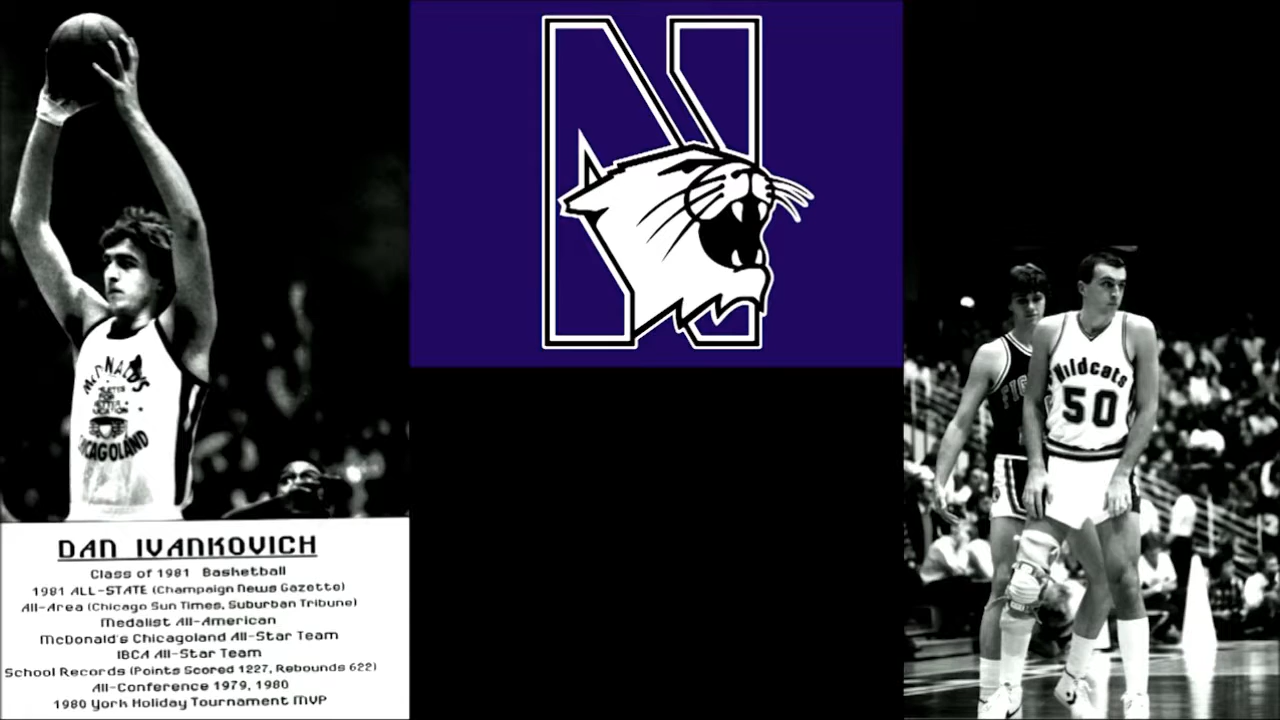 McDONALD'S
CHICAGOLAND
DAN IVANKOVICH
Class of 1981 Basketball
1981 ALL-STATE (Champaign News Gazette)
All-Area (Chicago Sun Times, Suburban Tribune)
Medalist All-American
McDonald's Chicagoland All-Star Team
IBCA All-Star Team
School Records (Points Scored 1227, Rebounds 622)
All-Conference 1979, 1980
1980 York Holiday Tournament MVP
N
Wildcats
50